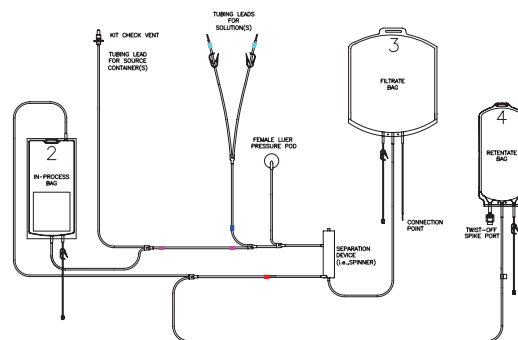 KIT CHECK VENT
TUBING LEAD
FOR SOURCE
CONTAINER(S)
TUBING LEADS
FOR
SOLUTION(S)
3
FILTRATE
BAG
4
RETENTATE
BAG
2
IN-PROCESS
BAG
FEMALE LUER
PRESSURE POD
CONNECTION
POINT
TWIST-OFF
SPIKE PORT
SEPARATION
DEVICE
(i.e.,SPINNER)